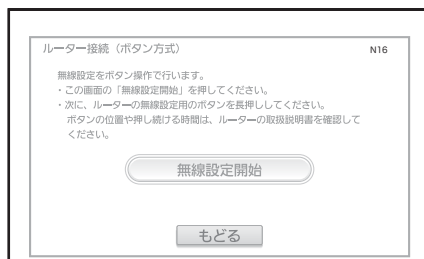 ルーター接続（ボタン方式）
N16
無線設定をボタン操作で行います。
・この画面の「無線設定開始」を押してください。
・次に、ルーターの無線設定用のボタンを長押ししてください。
ボタンの位置や押し続ける時間は、ルーターの取扱説明書を確認して
ください。
無線設定開始
もどる